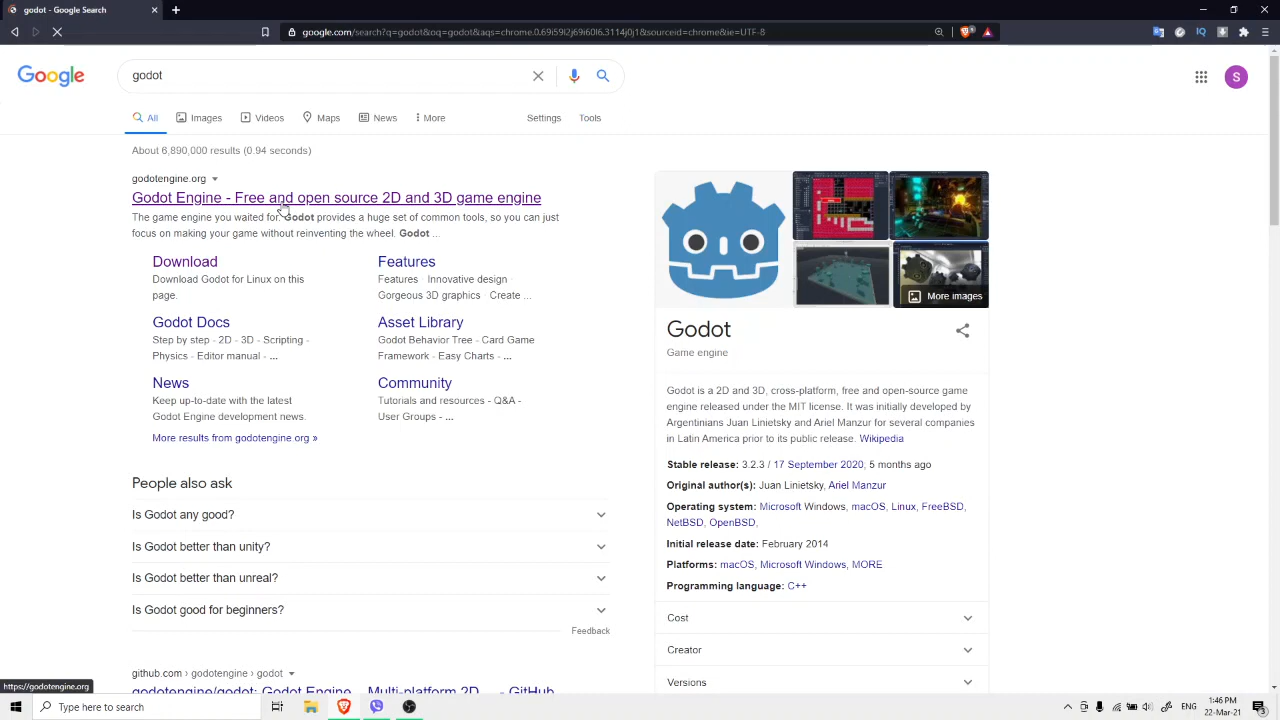 godot - Google Search
google.com/search?q=godot&oq=godot&aqs=chrome.0.69i59l2j69i60l6.3114j0j1&sourceid=chrome&ie=UTF-8
Google
godot
S
All
Images
Videos
Maps
News
More
Settings
Tools
About 6,890,000 results (0.94 seconds)
godotengine.org
Godot Engine - Free and open source 2D and 3D game engine
The game engine you waited for. Godot provides a huge set of common tools, so you can just
focus on making your game without reinventing the wheel. Godot ...
Download
Download Godot for Linux on this
page.
Features
Features · Innovative design ·
Gorgeous 3D graphics · Create ...
Godot Docs
Step by step - 2D - 3D - Scripting -
Physics - Editor manual - ...
Asset Library
Godot Behavior Tree - Card Game
Framework - Easy Charts - ...
News
Keep up-to-date with the latest
Godot Engine development news.
Community
Tutorials and resources - Q&A -
User Groups - ...
More results from godotengine.org »
People also ask
Is Godot any good?
Is Godot better than unity?
Is Godot better than unreal?
Is Godot good for beginners?
Feedback
github.com › godotengine › godot
godotengine/godot: Godot Engine – Multi-platform 2D ... - GitHub
More images
Godot
Game engine
Godot is a 2D and 3D, cross-platform, free and open-source game
engine released under the MIT license. It was initially developed by
Argentinians Juan Linietsky and Ariel Manzur for several companies
in Latin America prior to its public release. Wikipedia
Stable release: 3.2.3 / 17 September 2020, 5 months ago
Original author(s): Juan Linietsky, Ariel Manzur
Operating system: Microsoft Windows, macOS, Linux, FreeBSD,
NetBSD, OpenBSD,
Initial release date: February 2014
Platforms: macOS, Microsoft Windows, MORE
Programming language: C++
Cost
Creator
Versions
https://godotengine.org
Type here to search
ENG
1:46 PM
22-Mar-21